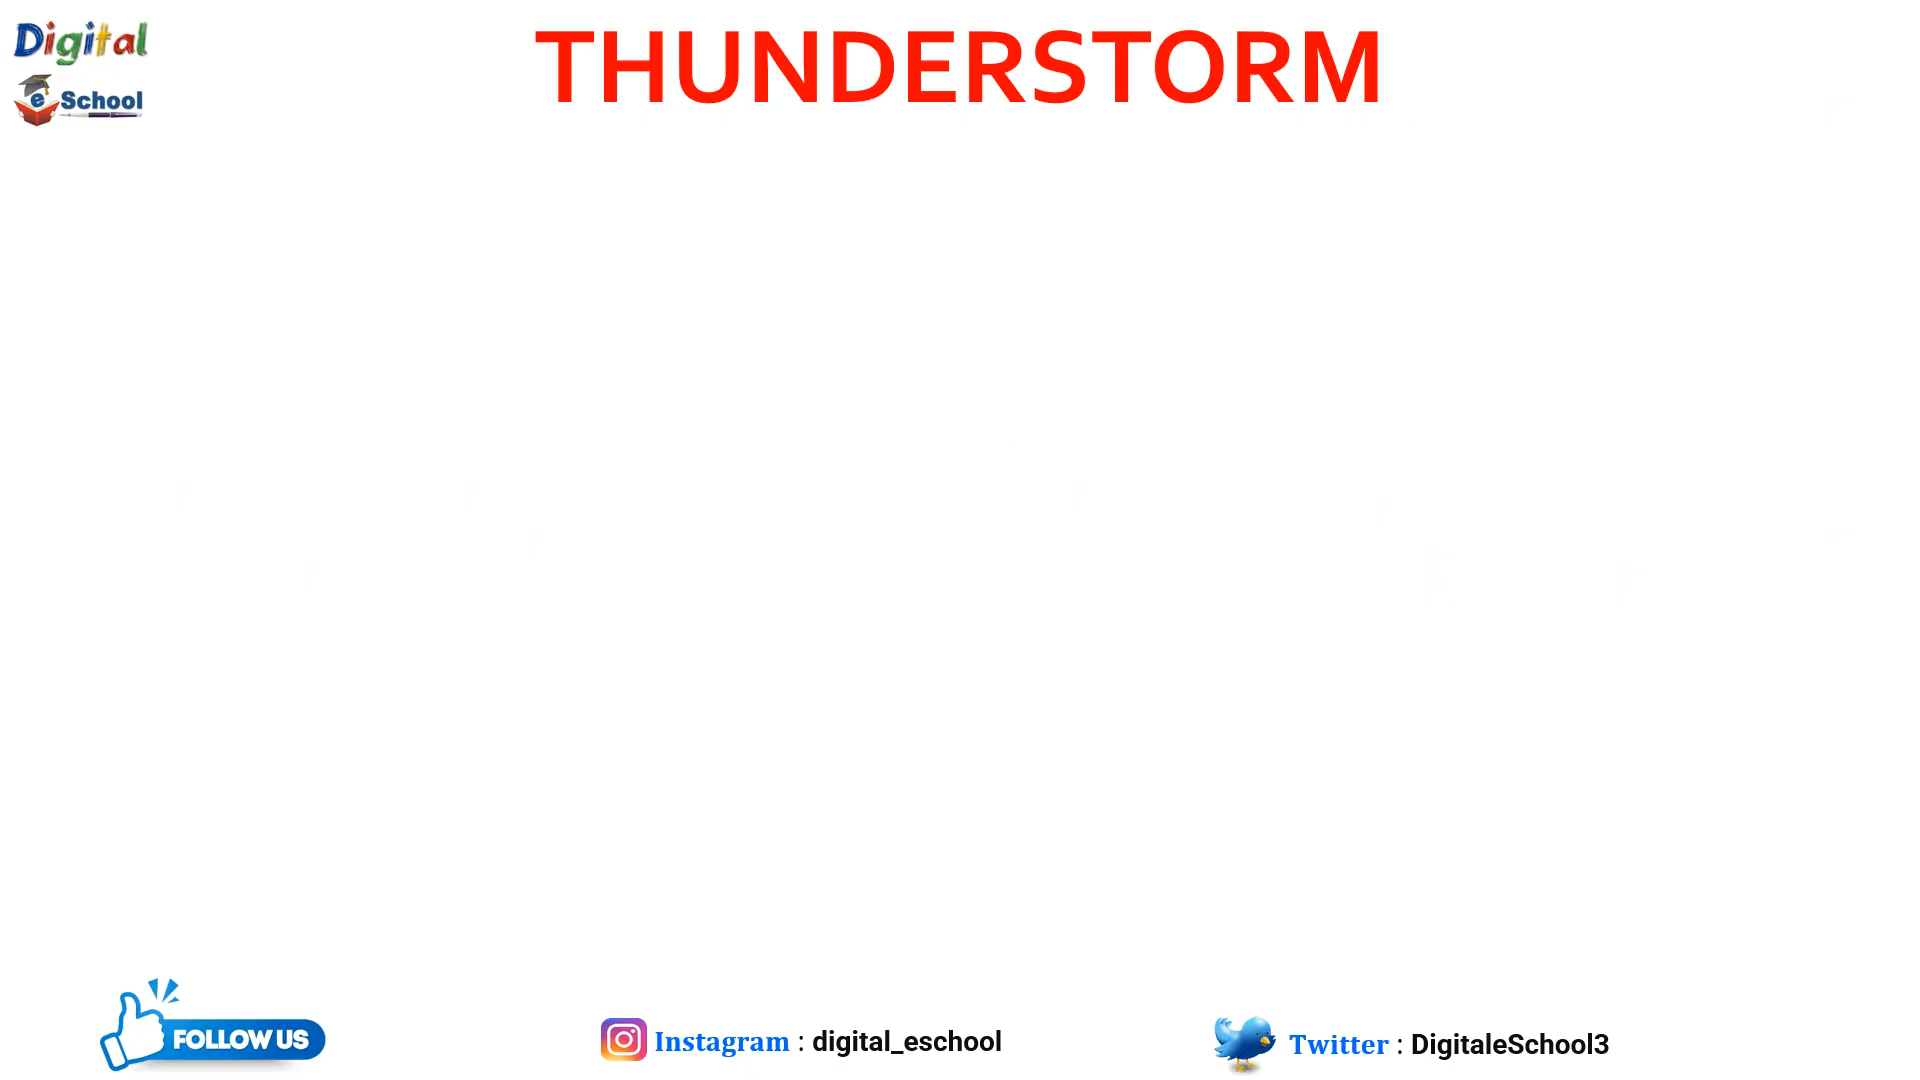 Digital
e School
THUNDERSTORM
FOLLOW US
Instagram : digital_eschool
Twitter : DigitaleSchool3